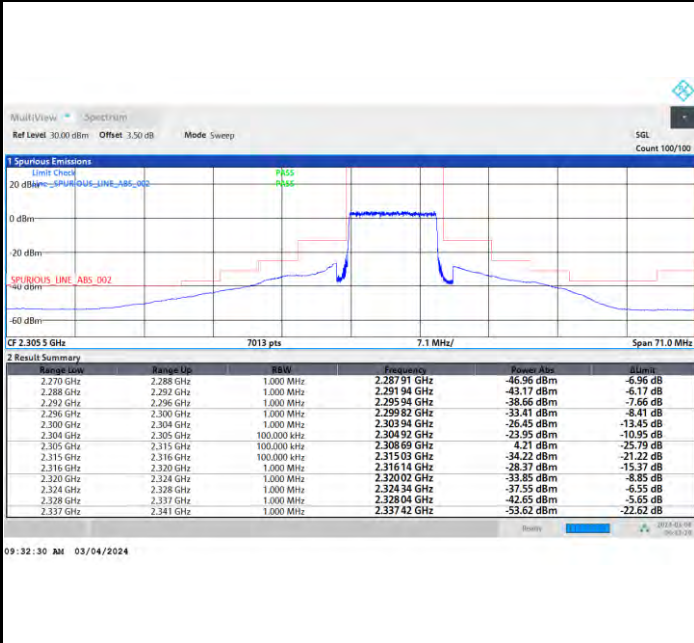 MultiView Spectrum
Ref Level 30.00 dBm Offset 3.50 dB Mode Sweep SGL
Count 100/100
1 Spurious Emissions
Limit Check PASS
20 dBm Line _SPURIOUS_LINE_ABS_002 PASS
0 dBm
-20 dBm
SPURIOUS_LINE_ABS_002
-40 dBm
-60 dBm
CF 2.305 5 GHz 7013 pts 7.1 MHz/ Span 71.0 MHz
2 Result Summary
Range Low Range Up RBW Frequency Power Abs ΔLimit
2.270 GHz 2.288 GHz 1.000 MHz 2.287 91 GHz -46.96 dBm -6.96 dB
2.288 GHz 2.292 GHz 1.000 MHz 2.291 94 GHz -43.17 dBm -6.17 dB
2.292 GHz 2.296 GHz 1.000 MHz 2.295 94 GHz -38.66 dBm -7.66 dB
2.296 GHz 2.300 GHz 1.000 MHz 2.299 82 GHz -33.41 dBm -8.41 dB
2.300 GHz 2.304 GHz 1.000 MHz 2.303 94 GHz -26.45 dBm -13.45 dB
2.304 GHz 2.305 GHz 100.000 kHz 2.304 92 GHz -23.95 dBm -10.95 dB
2.305 GHz 2.315 GHz 100.000 kHz 2.308 69 GHz 4.21 dBm -25.79 dB
2.315 GHz 2.316 GHz 100.000 kHz 2.315 03 GHz -34.22 dBm -21.22 dB
2.316 GHz 2.320 GHz 1.000 MHz 2.316 14 GHz -28.37 dBm -15.37 dB
2.320 GHz 2.324 GHz 1.000 MHz 2.320 02 GHz -33.85 dBm -8.85 dB
2.324 GHz 2.328 GHz 1.000 MHz 2.324 34 GHz -37.55 dBm -6.55 dB
2.328 GHz 2.337 GHz 1.000 MHz 2.328 04 GHz -42.65 dBm -5.65 dB
2.337 GHz 2.341 GHz 1.000 MHz 2.337 42 GHz -53.62 dBm -22.62 dB
Ready
09:32:30 AM 03/04/2024